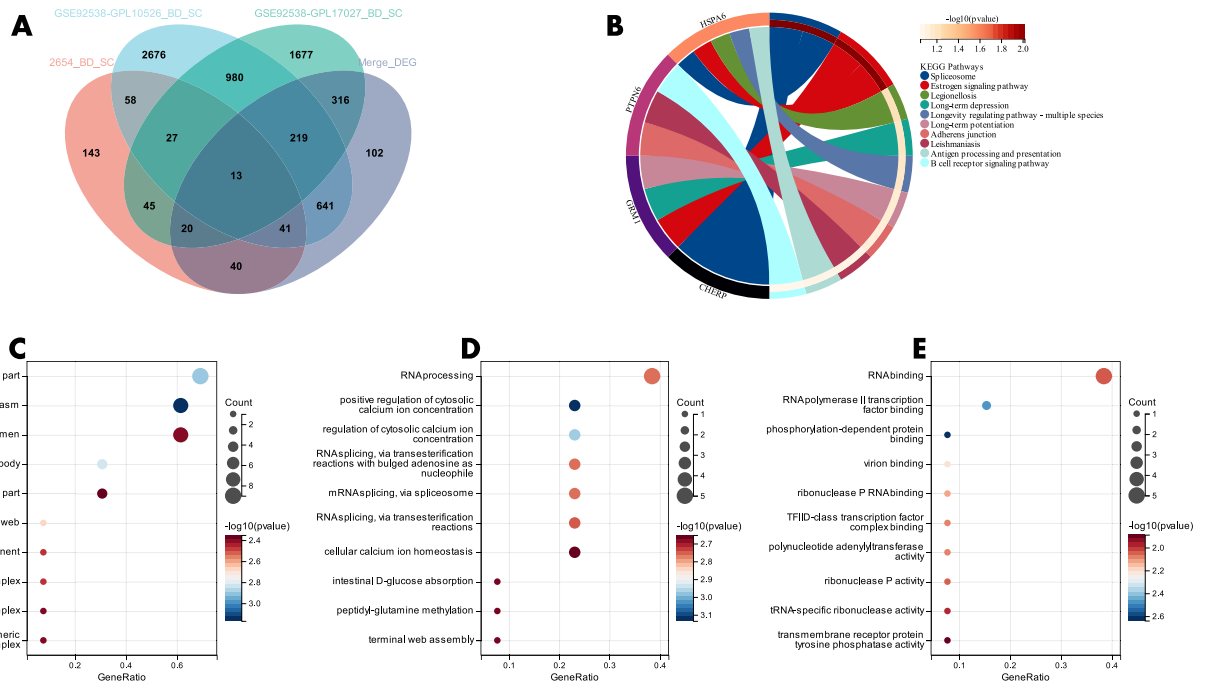 A
GSE92538-GPL10526_BD_SC
GSE92538-GPL17027_BD_SC
2654_BD_SC
Merge_DEG
2676
1677
980
58
316
27
219
143
102
13
45
641
20
41
40
B
HSPA6
PTPN6
GRM1
CHERP
-log10(pvalue)
1.2 1.4 1.6 1.8 2.0
KEGG Pathways
Spliceosome
Estrogen signaling pathway
Legionellosis
Long-term depression
Longevity regulating pathway - multiple species
Long-term potentiation
Adherens junction
Leishmaniasis
Antigen processing and presentation
B cell receptor signaling pathway
C
part
asm
men
body
part
web
nent
plex
plex
neric
plex
0.2 0.4 0.6
GeneRatio
Count
2
4
6
8
-log10(pvalue)
2.4
2.6
2.8
3.0
D
RNA processing
positive regulation of cytosolic
calcium ion concentration
regulation of cytosolic calcium ion
concentration
RNA splicing, via transesterification
reactions with bulged adenosine as
nucleophile
mRNA splicing, via spliceosome
RNA splicing, via transesterification
reactions
cellular calcium ion homeostasis
intestinal D-glucose absorption
peptidyl-glutamine methylation
terminal web assembly
0.1 0.2 0.3 0.4
GeneRatio
Count
1
2
3
4
5
-log10(pvalue)
2.7
2.8
2.9
3.0
3.1
E
RNA binding
RNA polymerase II transcription
factor binding
phosphorylation-dependent protein
binding
virion binding
ribonuclease P RNA binding
TFIID-class transcription factor
complex binding
polynucleotide adenylyltransferase
activity
ribonuclease P activity
tRNA-specific ribonuclease activity
transmembrane receptor protein
tyrosine phosphatase activity
0.1 0.2 0.3 0.4
GeneRatio
Count
1
2
3
4
5
-log10(pvalue)
2.0
2.2
2.4
2.6